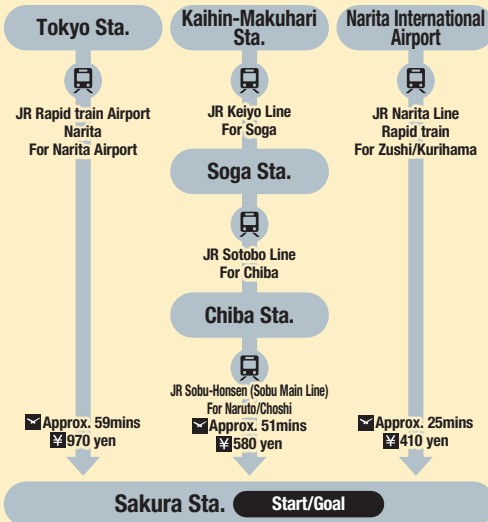 Tokyo Sta.
JR Rapid train Airport
Narita
For Narita Airport
Approx. 59mins
¥970 yen
Kaihin-Makuhari
Sta.
JR Keiyo Line
For Soga
Soga Sta.
JR Sotobo Line
For Chiba
Chiba Sta.
JR Sobu-Honsen (Sobu Main Line)
For Naruto/Choshi
Approx. 51mins
¥580 yen
Narita International
Airport
JR Narita Line
Rapid train
For Zushi/Kurihama
Approx. 25mins
¥410 yen
Sakura Sta. Start/Goal